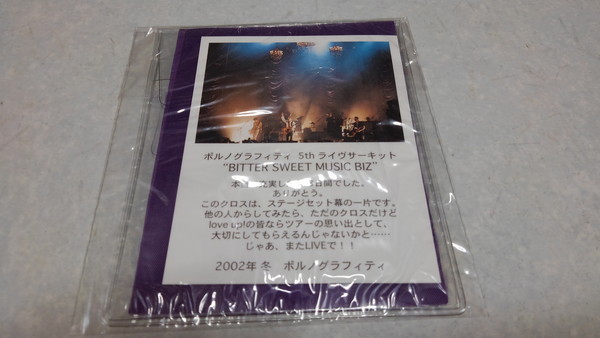 ポルノグラフィティ 5th ライヴサーキット
"BITTER SWEET MUSIC BIZ"
本当 充実し 日間でした。
ありがとう。
このクロスは、ステージセット幕の一片です。
他の人からしてみたら、ただのクロスだけど
love up!の皆ならツアーの思い出として、
大切にしてもらえるんじゃないかと……
じゃあ、またLIVEで!!
2002年 冬 ポルノグラフィティ